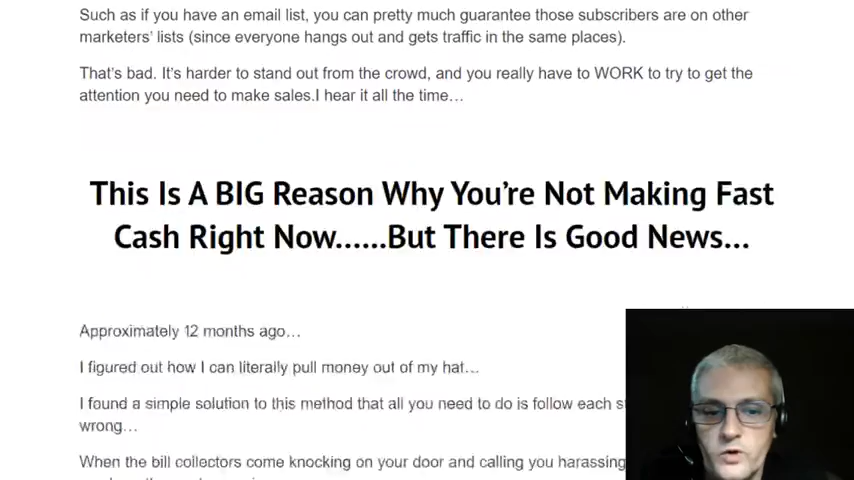 Such as if you have an email list, you can pretty much guarantee those subscribers are on other
marketers' lists (since everyone hangs out and gets traffic in the same places).
That's bad. It's harder to stand out from the crowd, and you really have to WORK to try to get the
attention you need to make sales.I hear it all the time…
This Is A BIG Reason Why You're Not Making Fast
Cash Right Now......But There Is Good News...
Approximately 12 months ago…
I figured out how I can literally pull money out of my hat…
I found a simple solution to this method that all you need to do is follow each
wrong…
When the bill collectors come knocking on your door and calling you harassing